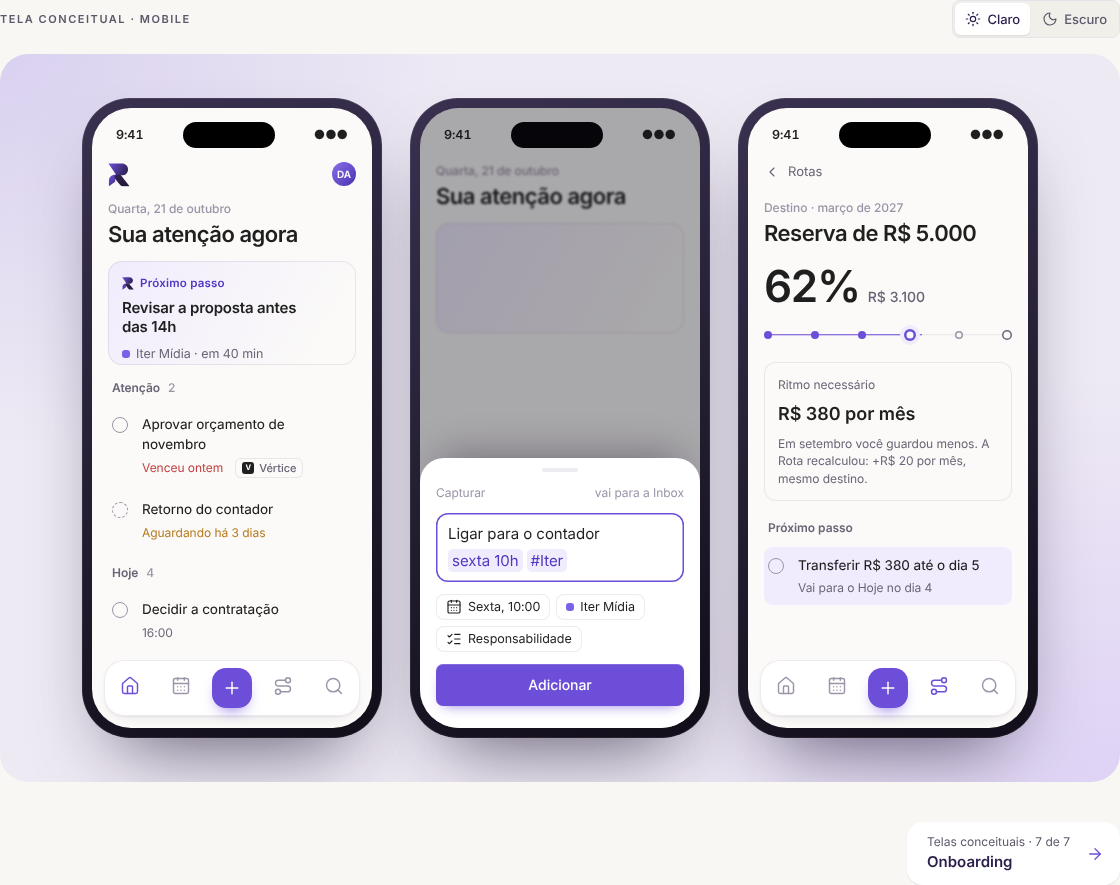 TELA CONCEITUAL · MOBILE
Claro
Escuro
9:41
DA
Quarta, 21 de outubro
Sua atenção agora
Próximo passo
Revisar a proposta antes
das 14h
Iter Mídia · em 40 min
Atenção 2
Aprovar orçamento de
novembro
Venceu ontem
V Vértice
Retorno do contador
Aguardando há 3 dias
Hoje 4
Decidir a contratação
16:00
9:41
Quarta, 21 de outubro
Sua atenção agora
Capturar
vai para a Inbox
Ligar para o contador
sexta 10h #Iter
Sexta, 10:00
Iter Mídia
Responsabilidade
Adicionar
9:41
Rotas
Destino · março de 2027
Reserva de R$ 5.000
62% R$ 3.100
Ritmo necessário
R$ 380 por mês
Em setembro você guardou menos. A
Rota recalculou: +R$ 20 por mês,
mesmo destino.
Próximo passo
Transferir R$ 380 até o dia 5
Vai para o Hoje no dia 4
Telas conceituais · 7 de 7
Onboarding